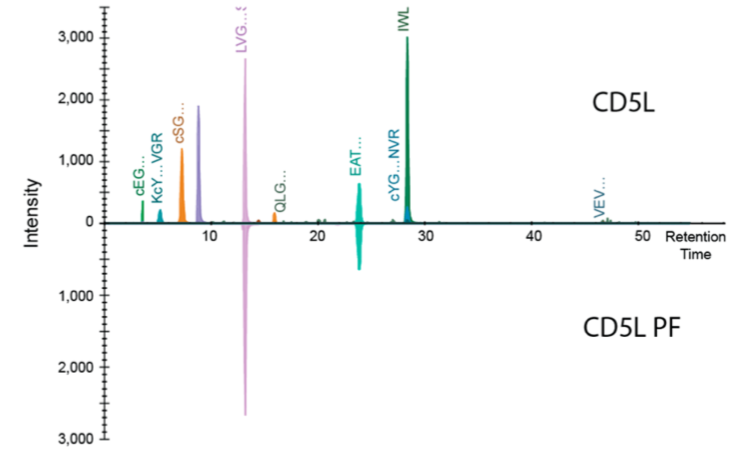 3,000
2,000
1,000
0
1,000
2,000
3,000
Intensity
10
20
30
40
50
Retention
Time
cEG...
KcY...VGR
cSG...
LVG...
QLG...
EAT...
cYG...NVR
IWL
VEV...
CD5L
CD5L PF